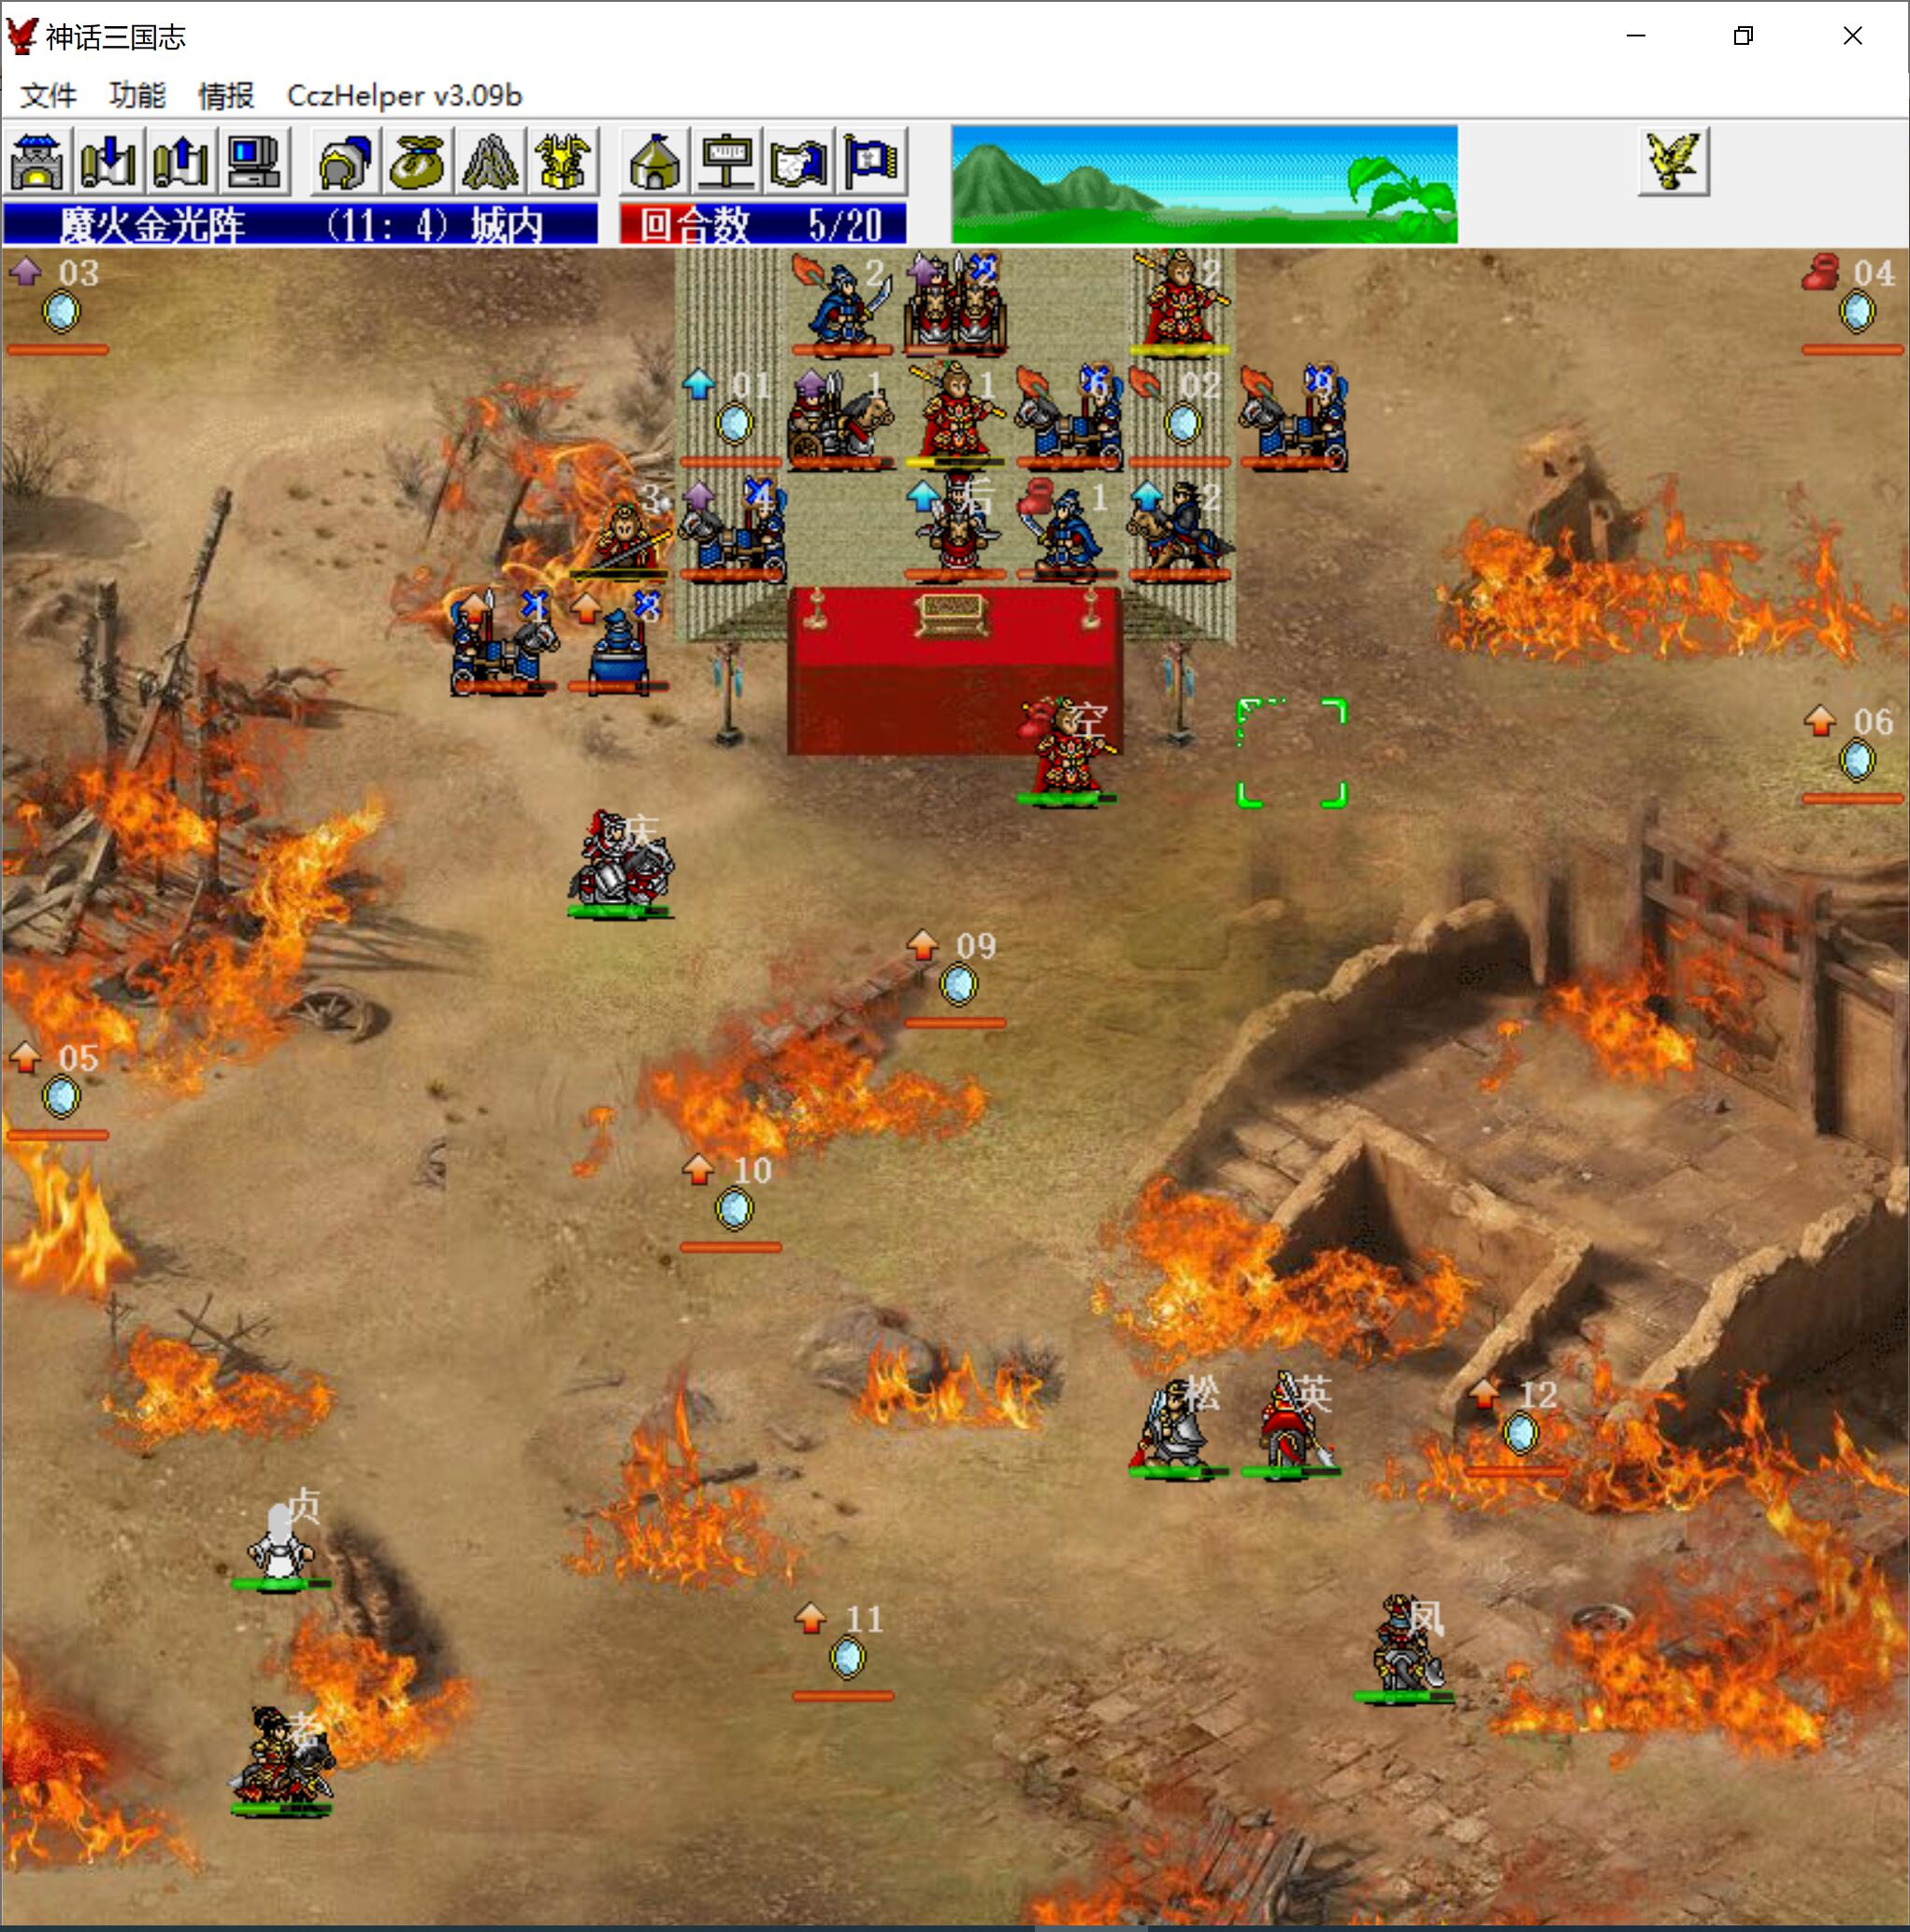 神话三国志
文件 功能 情报 CczHelper v3.09b
魔火金光阵 (11: 4) 城内 回合数 5/20
03 2 2 2 04
01 1 1 6 02 9
3 4 后 1 2
1 3
空 06
庆
09
05
10
松 英 12
贞
11 凤
老